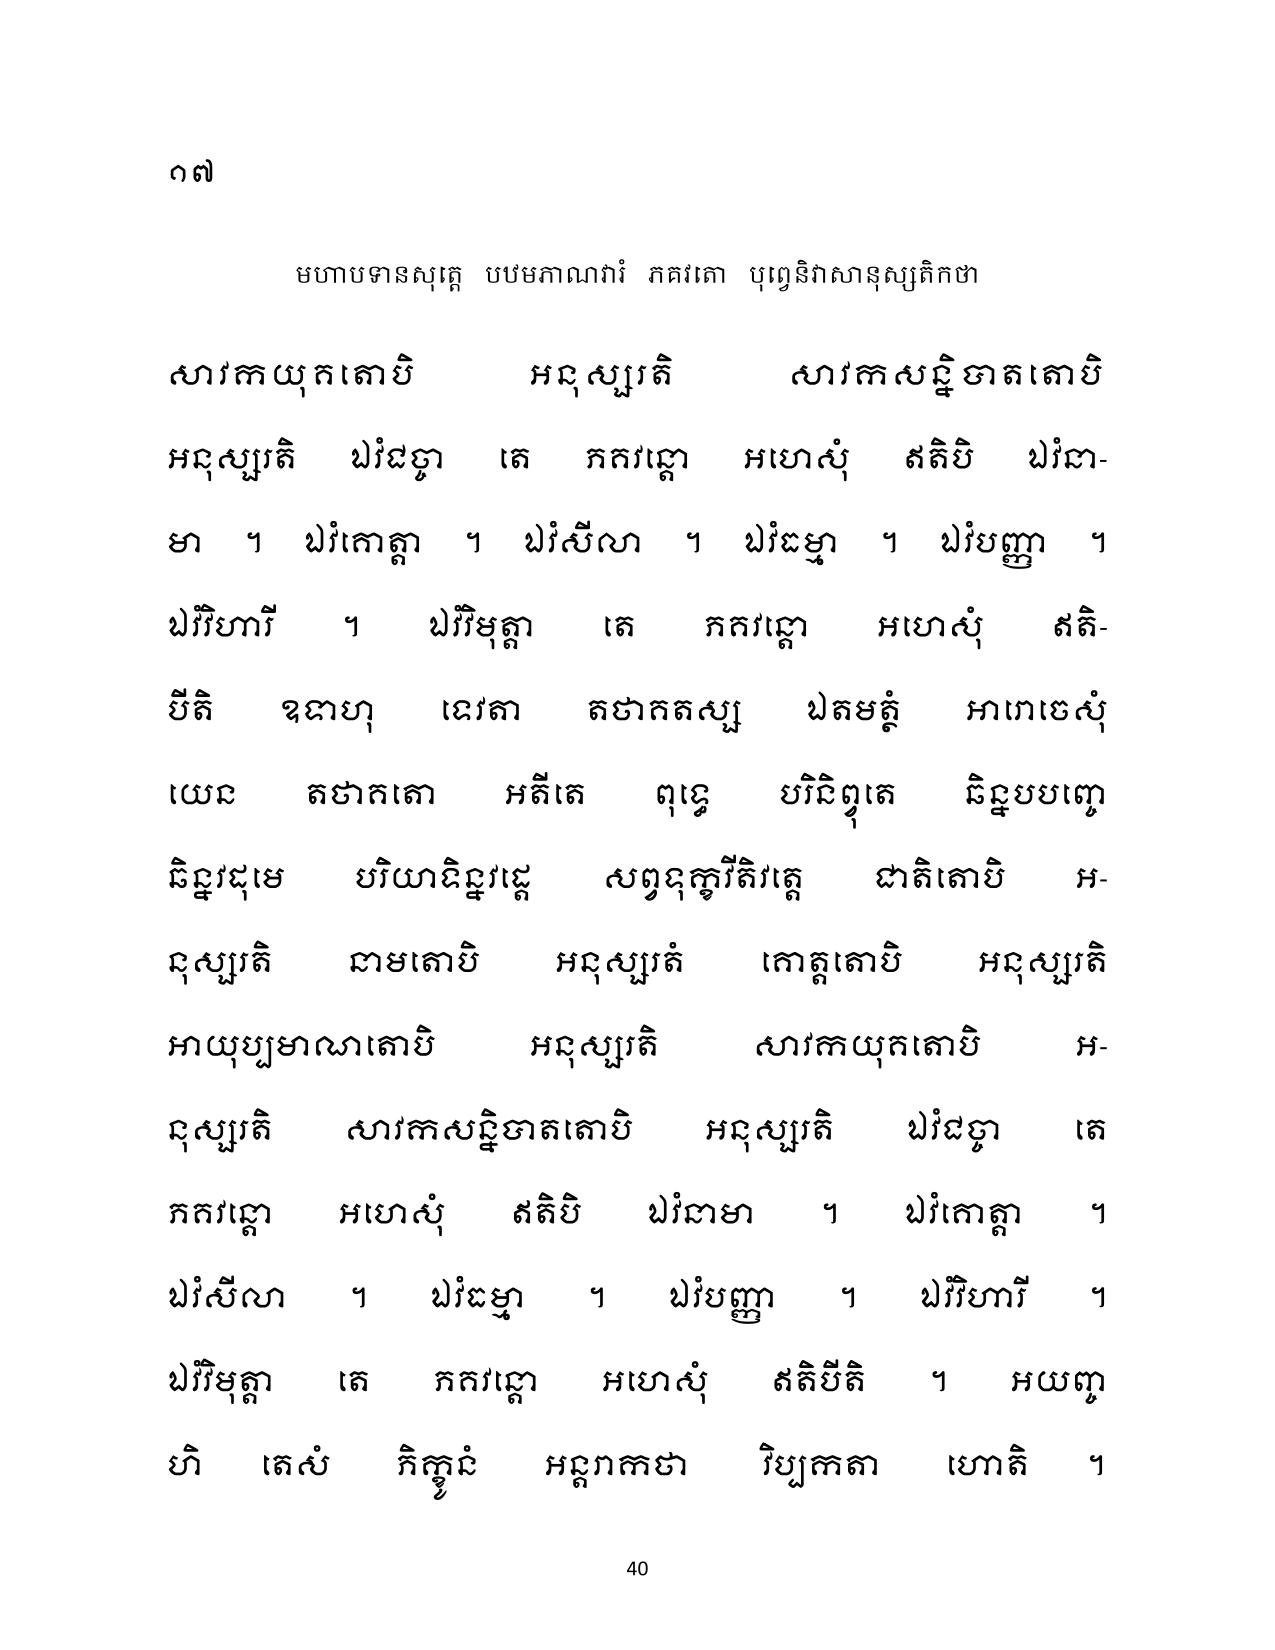 ១៧
មហាបទានសុត្តេ បឋមភាណវារំ ភគវតោ បុព្វេនិវាសានុស្សតិកថា
សាវកយុគតោបិ អនុស្សរតិ សាវកសន្និបាតតោបិ
អនុស្សរតិ ឯវំជច្ចា តេ ភគវន្តោ អហេសុំ ឥតិបិ ឯវំនា-
មា ។ ឯវំគោត្តា ។ ឯវំសីលា ។ ឯវំធម្មា ។ ឯវំបញ្ញា ។
ឯវំវិហារី ។ ឯវំវិមុត្តា តេ ភគវន្តោ អហេសុំ ឥតិ-
បីតិ ឧទាហុ ទេវតា តថាគតស្ស ឯតមត្ថំ អារោចេសុំ
យេន តថាគតោ អតីតេ ពុទ្ធេ បរិនិព្វុតេ ឆិន្នបបញ្ចេ
ឆិន្នវដុមេ បរិយាទិន្នវដ្តេ សព្វទុក្ខវីតិវត្តេ ជាតិតោបិ អ-
នុស្សរតិ នាមតោបិ អនុស្សរតំ គោត្តតោបិ អនុស្សរតិ
អាយុប្បមាណតោបិ អនុស្សរតិ សាវកយុគតោបិ អ-
នុស្សរតិ សាវកសន្និបាតតោបិ អនុស្សរតិ ឯវំជច្ចា តេ
ភគវន្តោ អហេសុំ ឥតិបិ ឯវំនាមា ។ ឯវំគោត្តា ។
ឯវំសីលា ។ ឯវំធម្មា ។ ឯវំបញ្ញា ។ ឯវំវិហារី ។
ឯវំវិមុត្តា តេ ភគវន្តោ អហេសុំ ឥតិបីតិ ។ អយញ្ច
ហិ តេសំ ភិក្ខូនំ អន្តរាកថា វិប្បកតា ហោតិ ។
40